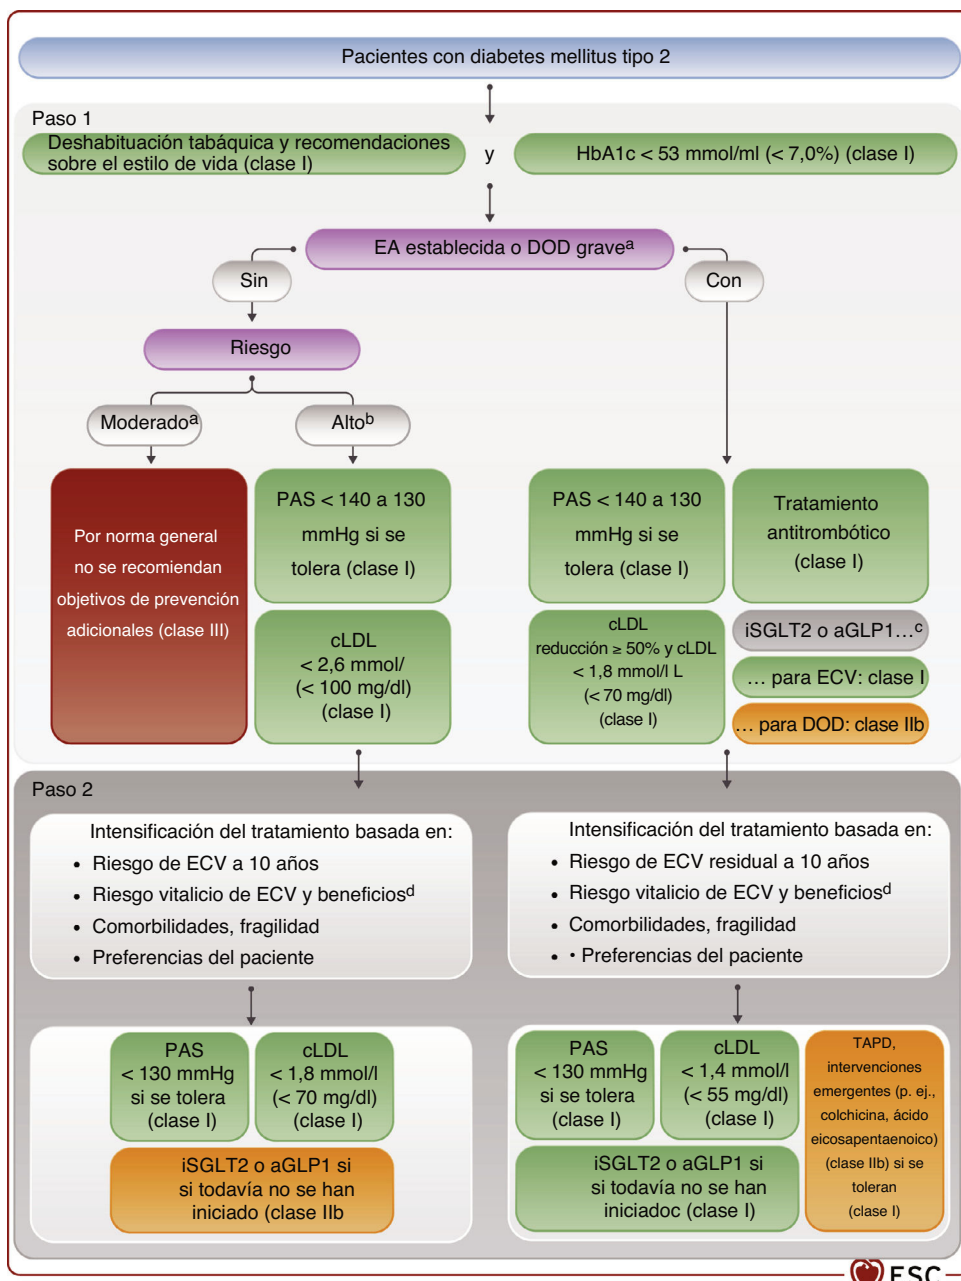 Pacientes con diabetes mellitus tipo 2
Paso 1
Deshabituación tabáquica y recomendaciones
sobre el estilo de vida (clase I)
y
HbA1c < 53 mmol/ml (< 7,0%) (clase I)
EA establecida o DOD grave^a
Sin
Con
Riesgo
Moderado^a
Alto^b
Por norma general
no se recomiendan
objetivos de prevención
adicionales (clase III)
PAS < 140 a 130
mmHg si se
tolera (clase I)
cLDL
< 2,6 mmol/
(< 100 mg/dl)
(clase I)
PAS < 140 a 130
mmHg si se
tolera (clase I)
cLDL
reducción ≥ 50% y cLDL
< 1,8 mmol/l L
(< 70 mg/dl)
(clase I)
Tratamiento
antitrombótico
(clase I)
iSGLT2 o aGLP1…^c
… para ECV: clase I
… para DOD: clase IIb
Paso 2
Intensificación del tratamiento basada en:
• Riesgo de ECV a 10 años
• Riesgo vitalicio de ECV y beneficios^d
• Comorbilidades, fragilidad
• Preferencias del paciente
Intensificación del tratamiento basada en:
• Riesgo de ECV residual a 10 años
• Riesgo vitalicio de ECV y beneficios^d
• Comorbilidades, fragilidad
• • Preferencias del paciente
PAS
< 130 mmHg
si se tolera
(clase I)
cLDL
< 1,8 mmol/l
(< 70 mg/dl)
(clase I)
iSGLT2 o aGLP1 si
si todavía no se han
iniciado (clase IIb
PAS
< 130 mmHg
si se tolera
(clase I)
cLDL
< 1,4 mmol/l
(< 55 mg/dl)
(clase I)
iSGLT2 o aGLP1 si
si todavía no se han
iniciadoc (clase I)
TAPD,
intervenciones
emergentes (p. ej.,
colchicina, ácido
eicosapentaenoico)
(clase IIb) si se
toleran
(clase I)
ESC